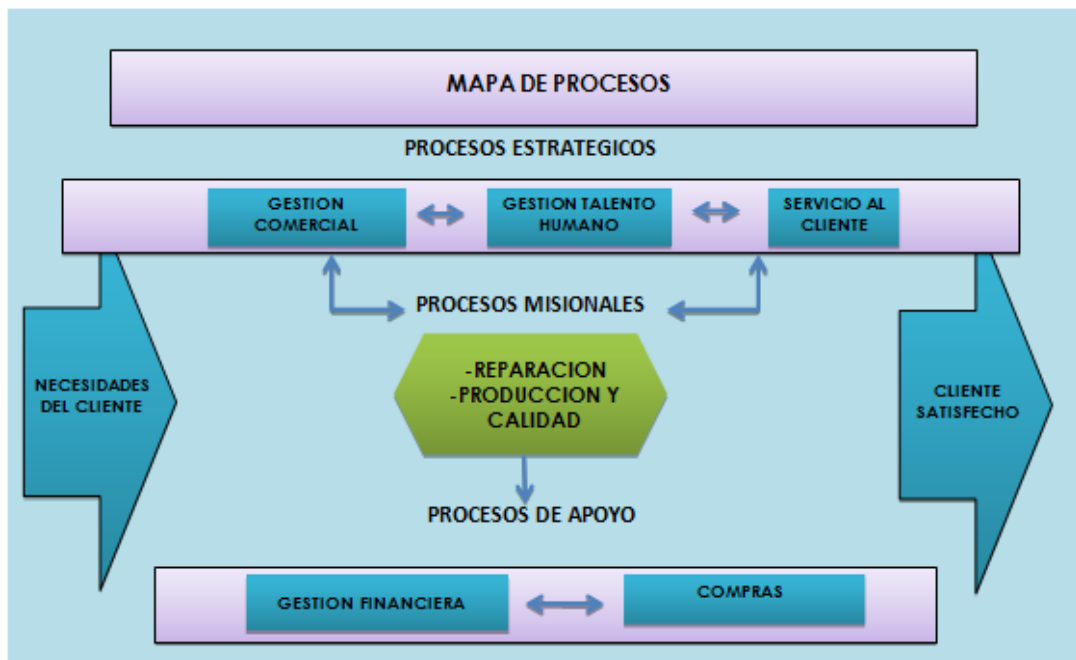 MAPA DE PROCESOS
PROCESOS ESTRATEGICOS
GESTION
COMERCIAL
GESTION TALENTO
HUMANO
SERVICIO AL
CLIENTE
PROCESOS MISIONALES
NECESIDADES
DEL CLIENTE
-REPARACION
-PRODUCCION Y
CALIDAD
CLIENTE
SATISFECHO
PROCESOS DE APOYO
GESTION FINANCIERA
COMPRAS